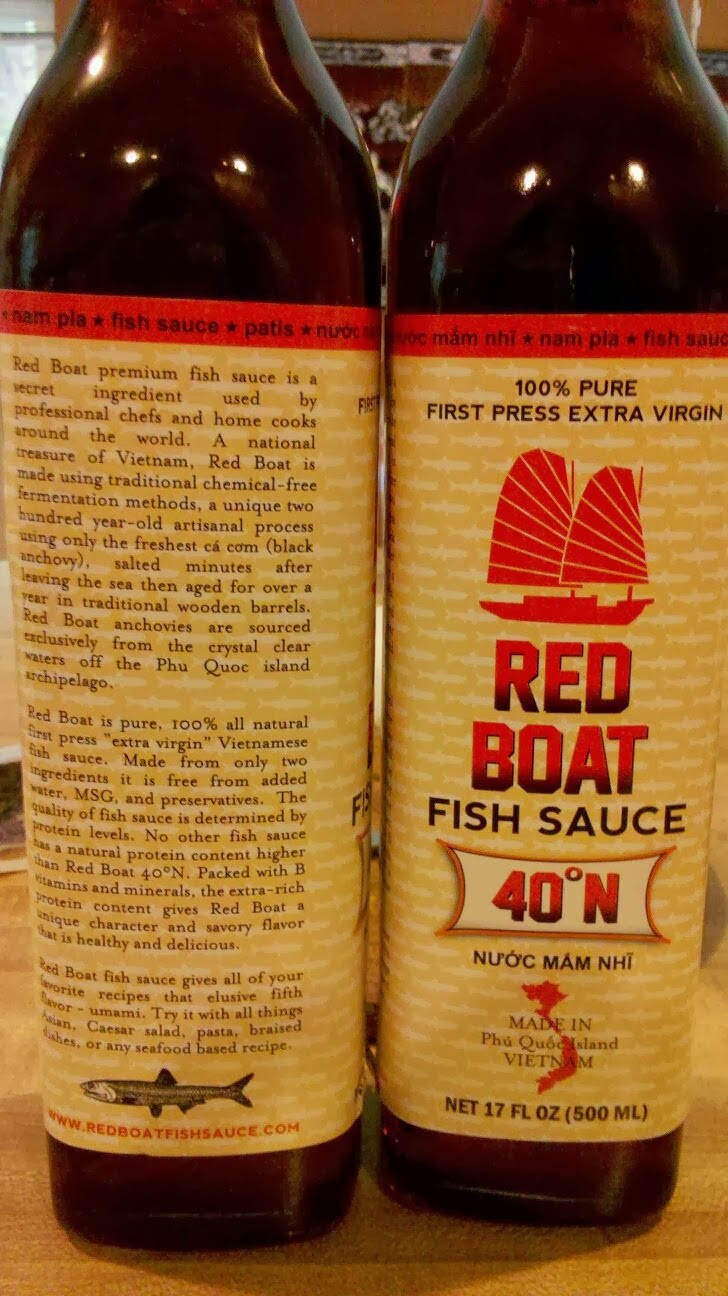 nam pla ★ fish sauce ★ patis ★ nước
Red Boat premium fish sauce is a
secret ingredient used by
professional chefs and home cooks
around the world. A national
treasure of Vietnam, Red Boat is
made using traditional chemical-free
fermentation methods, a unique two
hundred year-old artisanal process
using only the freshest cá cơm (black
anchovy), salted minutes after
leaving the sea then aged for over a
year in traditional wooden barrels.
Red Boat anchovies are sourced
exclusively from the crystal clear
waters off the Phu Quoc island
archipelago.
Red Boat is pure, 100% all natural
first press "extra virgin" Vietnamese
fish sauce. Made from only two
ingredients it is free from added
water, MSG, and preservatives. The
quality of fish sauce is determined by
protein levels. No other fish sauce
has a natural protein content higher
than Red Boat 40°N. Packed with B
vitamins and minerals, the extra-rich
protein content gives Red Boat a
unique character and savory flavor
that is healthy and delicious.
Red Boat fish sauce gives all of your
favorite recipes that elusive fifth
flavor - umami. Try it with all things
Asian, Caesar salad, pasta, braised
dishes, or any seafood based recipe.
WWW.REDBOATFISHSAUCE.COM
mắm nhĩ ★ nam pla ★ fish sauc
100% PURE
FIRST PRESS EXTRA VIRGIN
RED
BOAT
FISH SAUCE
40°N
NƯỚC MẮM NHĨ
MADE IN
Phú Quốc Island
VIETNAM
NET 17 FL OZ (500 ML)